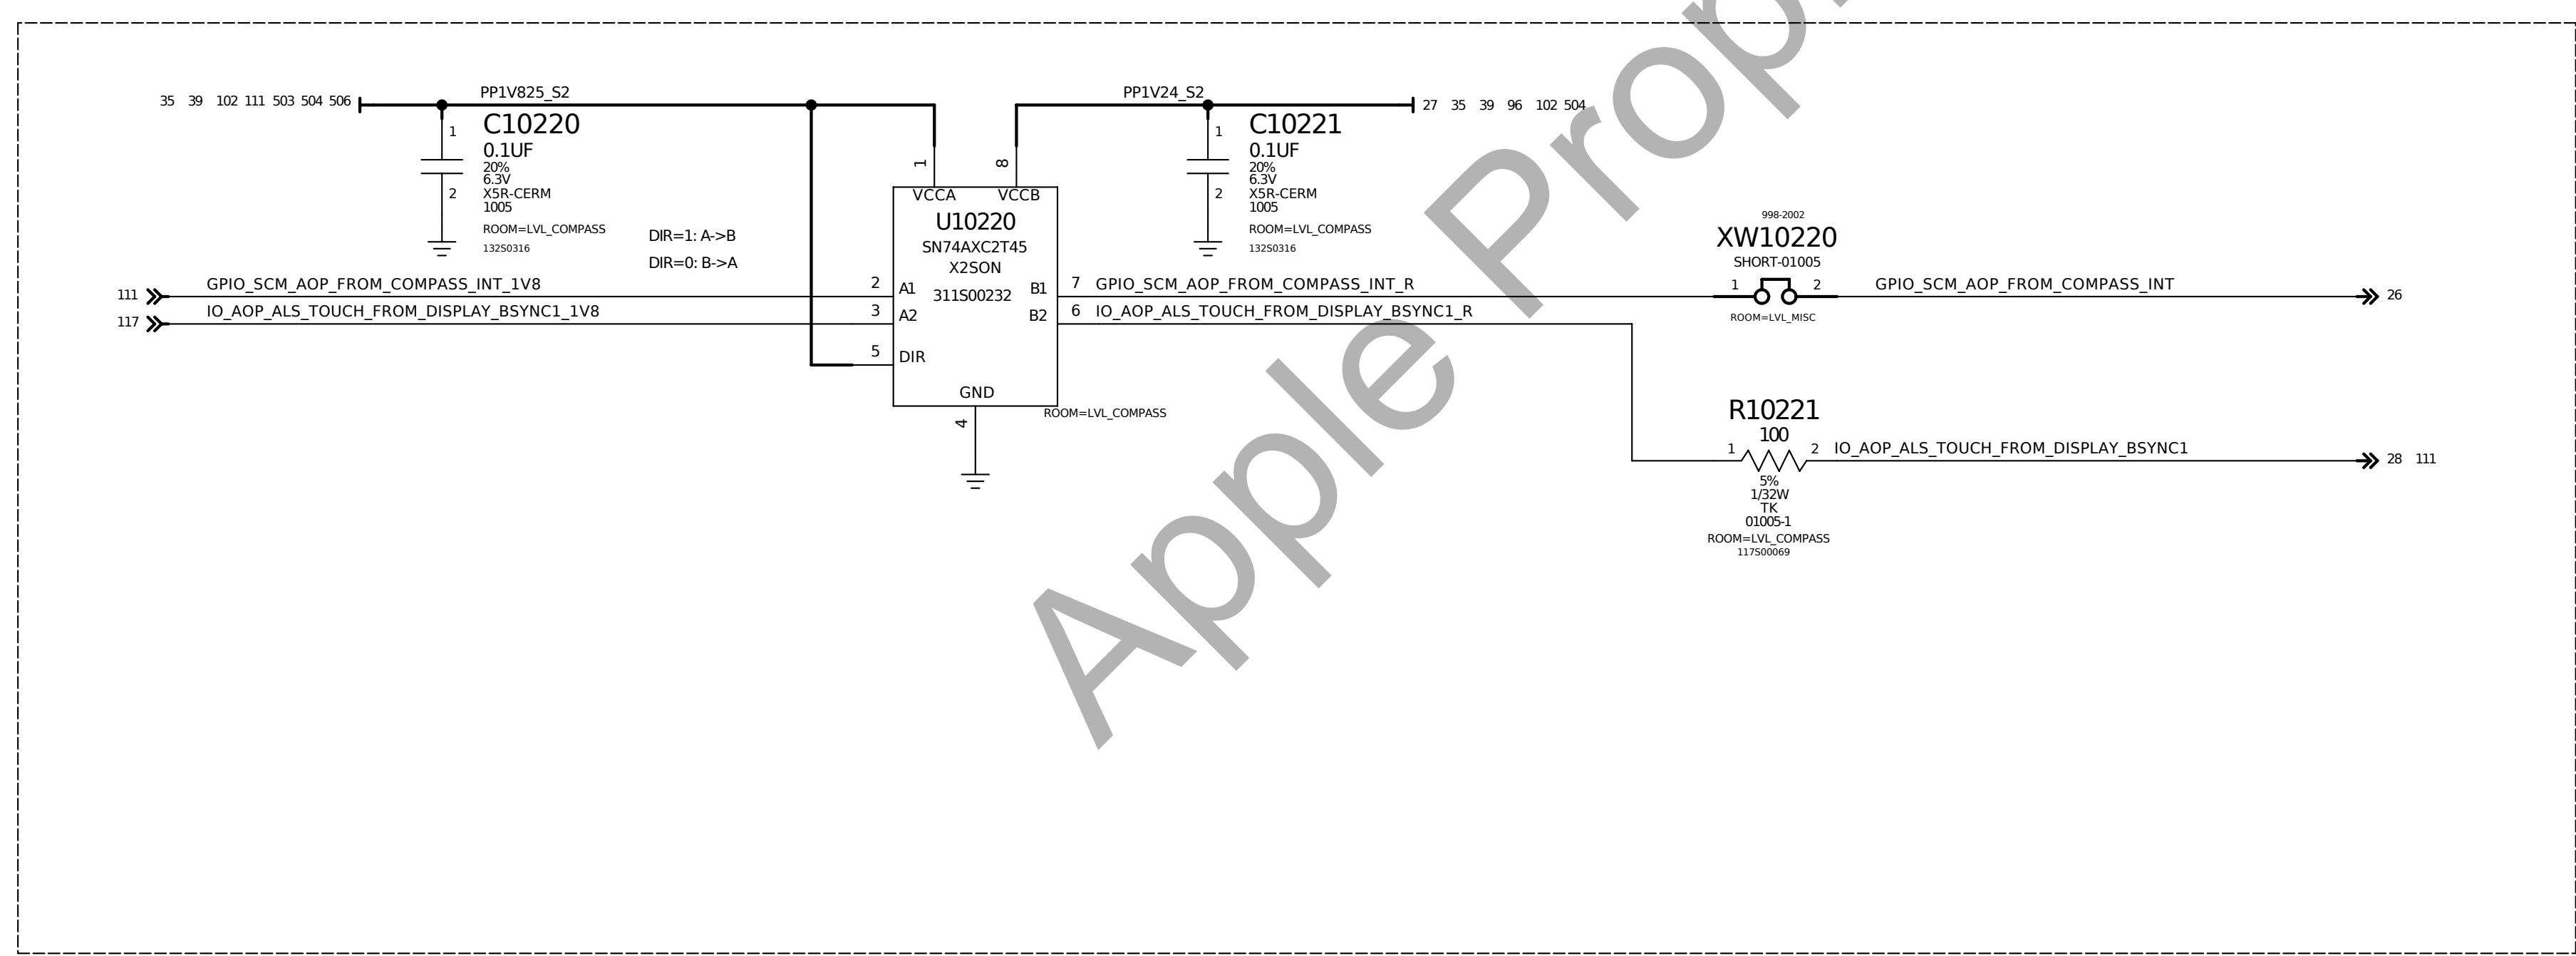 35 39 102 111 503 504 506
PP1V825_S2
PP1V24_S2
27 35 39 96 102 504
1
C10220
0.1UF
20%
6.3V
2
X5R-CERM
1005
ROOM=LVL_COMPASS
132S0316
1
C10221
0.1UF
20%
6.3V
2
X5R-CERM
1005
ROOM=LVL_COMPASS
132S0316
DIR=1: A->B
DIR=0: B->A
1
8
VCCA VCCB
U10220
SN74AXC2T45
X2SON
311S00232
111
GPIO_SCM_AOP_FROM_COMPASS_INT_1V8
2
A1
117
IO_AOP_ALS_TOUCH_FROM_DISPLAY_BSYNC1_1V8
3
A2
5
DIR
B1
7
GPIO_SCM_AOP_FROM_COMPASS_INT_R
B2
6
IO_AOP_ALS_TOUCH_FROM_DISPLAY_BSYNC1_R
GND
4
ROOM=LVL_COMPASS
998-2002
XW10220
SHORT-01005
1 2
ROOM=LVL_MISC
GPIO_SCM_AOP_FROM_COMPASS_INT
26
R10221
100
1 2
5%
1/32W
TK
01005-1
ROOM=LVL_COMPASS
117S00069
IO_AOP_ALS_TOUCH_FROM_DISPLAY_BSYNC1
28 111
Apple Prop